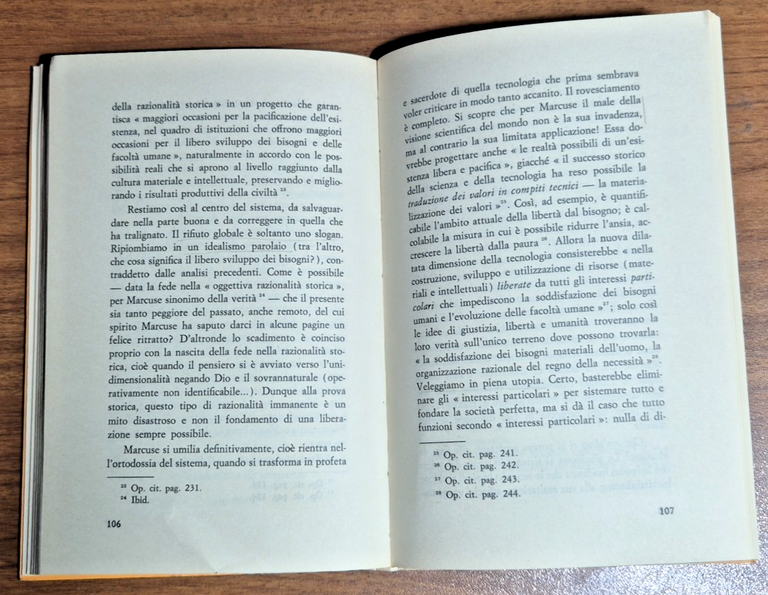 della razionalità storica » in un progetto che garan-
tisca « maggiori occasioni per la pacificazione dell'esi-
stenza, nel quadro di istituzioni che offrono maggiori
occasioni per il libero sviluppo dei bisogni e delle
facoltà umane », naturalmente in accordo con le pos-
sibilità reali che si aprono al livello raggiunto dalla
cultura materiale e intellettuale, preservando e miglio-
rando i risultati produttivi della civiltà ²³.
Restiamo così al centro del sistema, da salvaguar-
dare nella parte buona e da correggere in quella che
ha tralignato. Il rifiuto globale è soltanto uno slogan.
Ripiombiamo in un idealismo parolaio (tra l'altro,
che cosa significa il libero sviluppo dei bisogni?), con-
traddetto dalle analisi precedenti. Come è possibile
— data la fede nella « oggettiva razionalità storica »,
per Marcuse sinonimo della verità ²⁴ — che il presente
sia tanto peggiore del passato, anche remoto, del cui
spirito Marcuse ha saputo darci in alcune pagine un
felice ritratto? D'altronde lo scadimento è coinciso
proprio con la nascita della fede nella razionalità sto-
rica, cioè quando il pensiero si è avviato verso l'uni-
dimensionalità negando Dio e il sovrannaturale (ope-
rativamente non identificabile...). Dunque alla prova
storica, questo tipo di razionalità immanente è un
mito disastroso e non il fondamento di una libera-
zione sempre possibile.
Marcuse si umilia definitivamente, cioè rientra nel-
l'ortodossia del sistema, quando si trasforma in profeta
²³ Op. cit. pag. 231.
²⁴ Ibid.
106
e sacerdote di quella tecnologia che prima sembrava
voler criticare in modo tanto accanito. Il rovesciamento
è completo. Si scopre che per Marcuse il male della
visione scientifica del mondo non è la sua invadenza,
ma al contrario la sua limitata applicazione! Essa do-
vrebbe progettare anche « le realtà possibili di un'esi-
stenza libera e pacifica », giacché « il successo storico
della scienza e della tecnologia ha reso possibile la
traduzione dei valori in compiti tecnici — la materia-
lizzazione dei valori »²⁵. Così, ad esempio, è quantifi-
cabile l'ambito attuale della libertà dal bisogno; è cal-
colabile la misura in cui è possibile ridurre l'ansia, ac-
crescere la libertà dalla paura ²⁶. Allora la nuova dila-
tata dimensione della tecnologia consisterebbe « nella
costruzione, sviluppo e utilizzazione di risorse (mate-
riali e intellettuali) liberate da tutti gli interessi parti-
colari che impediscono la soddisfazione dei bisogni
umani e l'evoluzione delle facoltà umane »²⁷; solo così
le idee di giustizia, libertà e umanità troveranno la
loro verità sull'unico terreno dove possono trovarla:
« la soddisfazione dei bisogni materiali dell'uomo, la
organizzazione razionale del regno della necessità »²⁸.
Veleggiamo in piena utopia. Certo, basterebbe elimi-
nare gli « interessi particolari » per sistemare tutto e
fondare la società perfetta, ma si dà il caso che tutto
funzioni secondo « interessi particolari »: nulla di di-
²⁵ Op. cit. pag. 241.
²⁶ Op. cit. pag. 242.
²⁷ Op. cit. pag. 243.
²⁸ Op. cit. pag. 244.
107